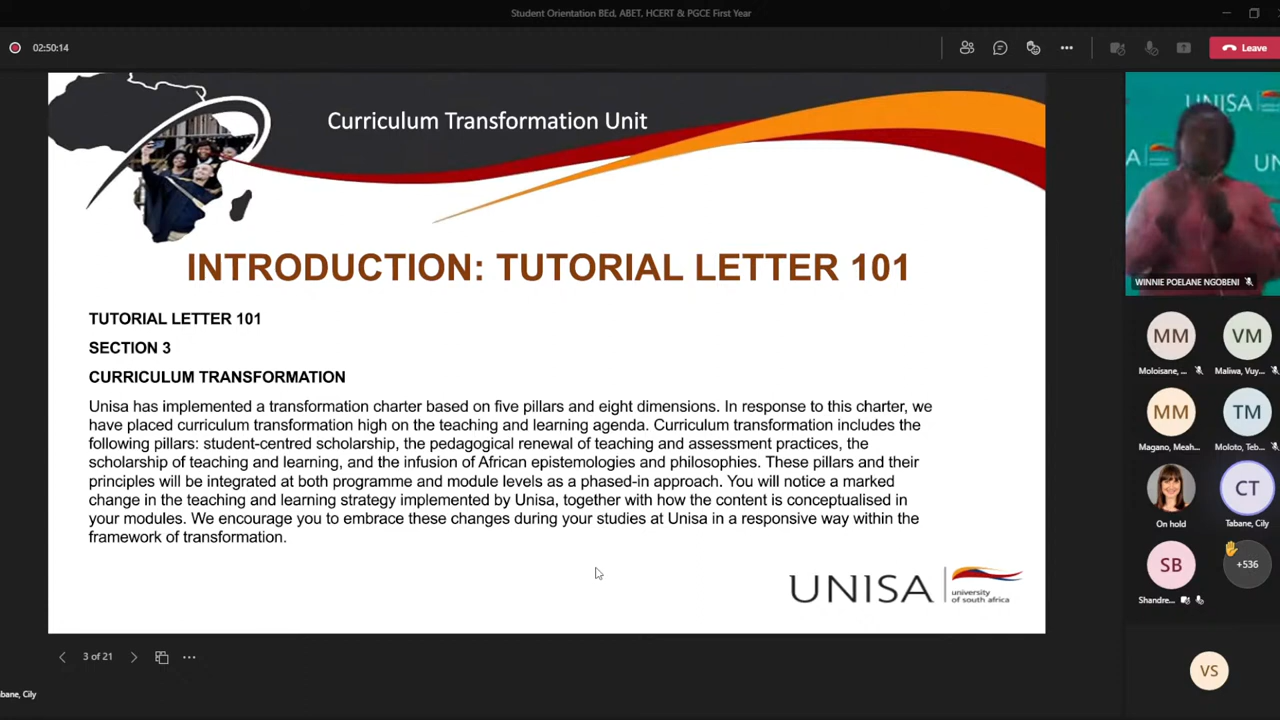 Student Orientation BEd, ABET, HCERT & PGCE First Year
02:50:14
Leave
Curriculum Transformation Unit
INTRODUCTION: TUTORIAL LETTER 101
TUTORIAL LETTER 101
SECTION 3
CURRICULUM TRANSFORMATION
Unisa has implemented a transformation charter based on five pillars and eight dimensions. In response to this charter, we
have placed curriculum transformation high on the teaching and learning agenda. Curriculum transformation includes the
following pillars: student-centred scholarship, the pedagogical renewal of teaching and assessment practices, the
scholarship of teaching and learning, and the infusion of African epistemologies and philosophies. These pillars and their
principles will be integrated at both programme and module levels as a phased-in approach. You will notice a marked
change in the teaching and learning strategy implemented by Unisa, together with how the content is conceptualised in
your modules. We encourage you to embrace these changes during your studies at Unisa in a responsive way within the
framework of transformation.
UNISA
university
of south africa
3 of 21
bane, Cily
UNISA
A
UN
WINNIE POELANE NGOBENI
MM
VM
Moloisane, ...
Maliwa, Vuy...
MM
TM
Magano, Meah...
Moloto, Teb...
CT
On hold
Tabane, Cily
SB
+536
Shandre...
VS